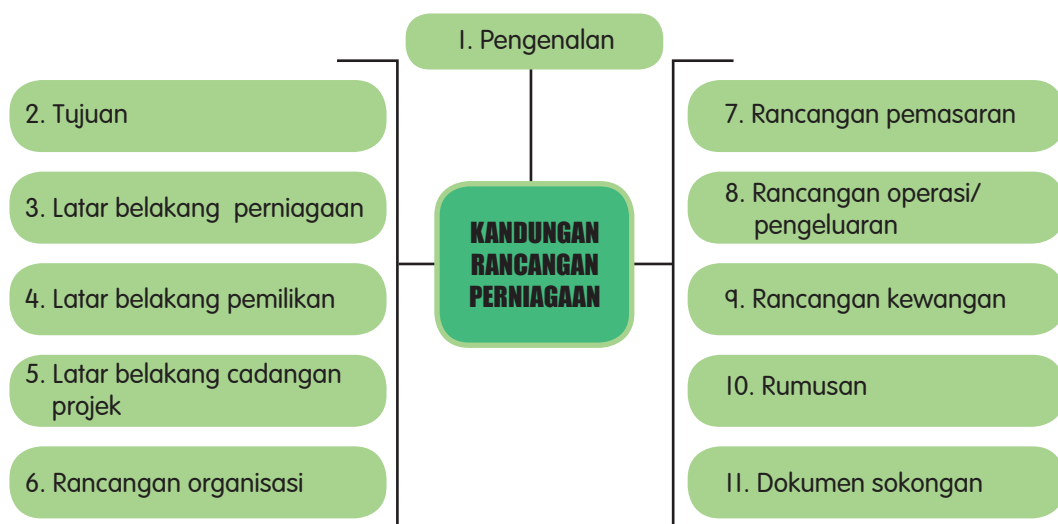 1. Pengenalan
2. Tujuan
3. Latar belakang perniagaan
4. Latar belakang pemilikan
5. Latar belakang cadangan
projek
6. Rancangan organisasi
KANDUNGAN
RANCANGAN
PERNIAGAAN
7. Rancangan pemasaran
8. Rancangan operasi/
pengeluaran
9. Rancangan kewangan
10. Rumusan
11. Dokumen sokongan